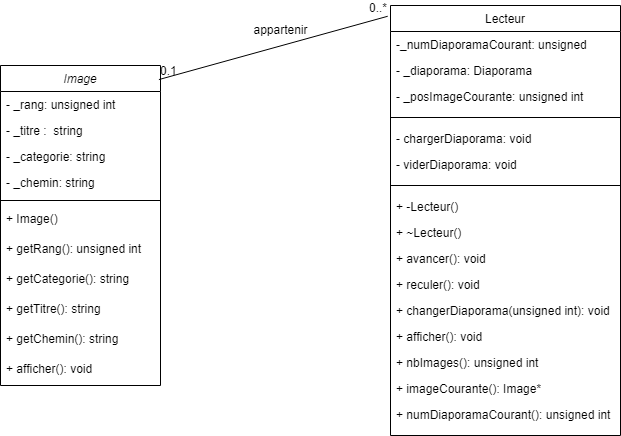 0..*
Lecteur
appartenir
-_numDiaporamaCourant: unsigned
- _diaporama: Diaporama
- _posImageCourante: unsigned int
- chargerDiaporama: void
- viderDiaporama: void
+ -Lecteur()
+ ~Lecteur()
+ avancer(): void
+ reculer(): void
+ changerDiaporama(unsigned int): void
+ afficher(): void
+ nbImages(): unsigned int
+ imageCourante(): Image*
+ numDiaporamaCourant(): unsigned int
0.1
Image
- _rang: unsigned int
- _titre : string
- _categorie: string
- _chemin: string
+ Image()
+ getRang(): unsigned int
+ getCategorie(): string
+ getTitre(): string
+ getChemin(): string
+ afficher(): void